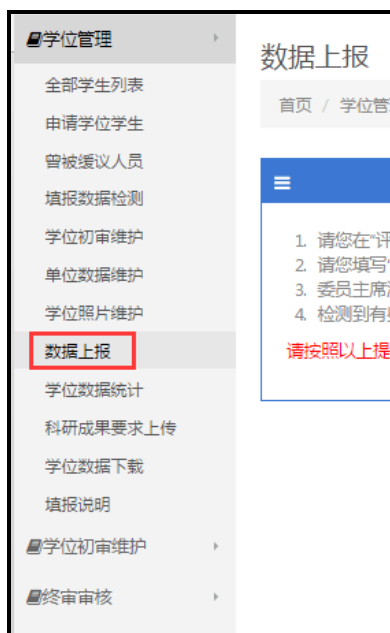 学位管理
全部学生列表
申请学位学生
曾被缓议人员
填报数据检测
学位初审维护
单位数据维护
学位照片维护
数据上报
学位数据统计
科研成果要求上传
学位数据下载
填报说明
学位初审维护
终审审核
数据上报
首页 / 学位管
1. 请您在“评
2. 请您填写“
3. 委员主席
4. 检测到有
请按照以上提